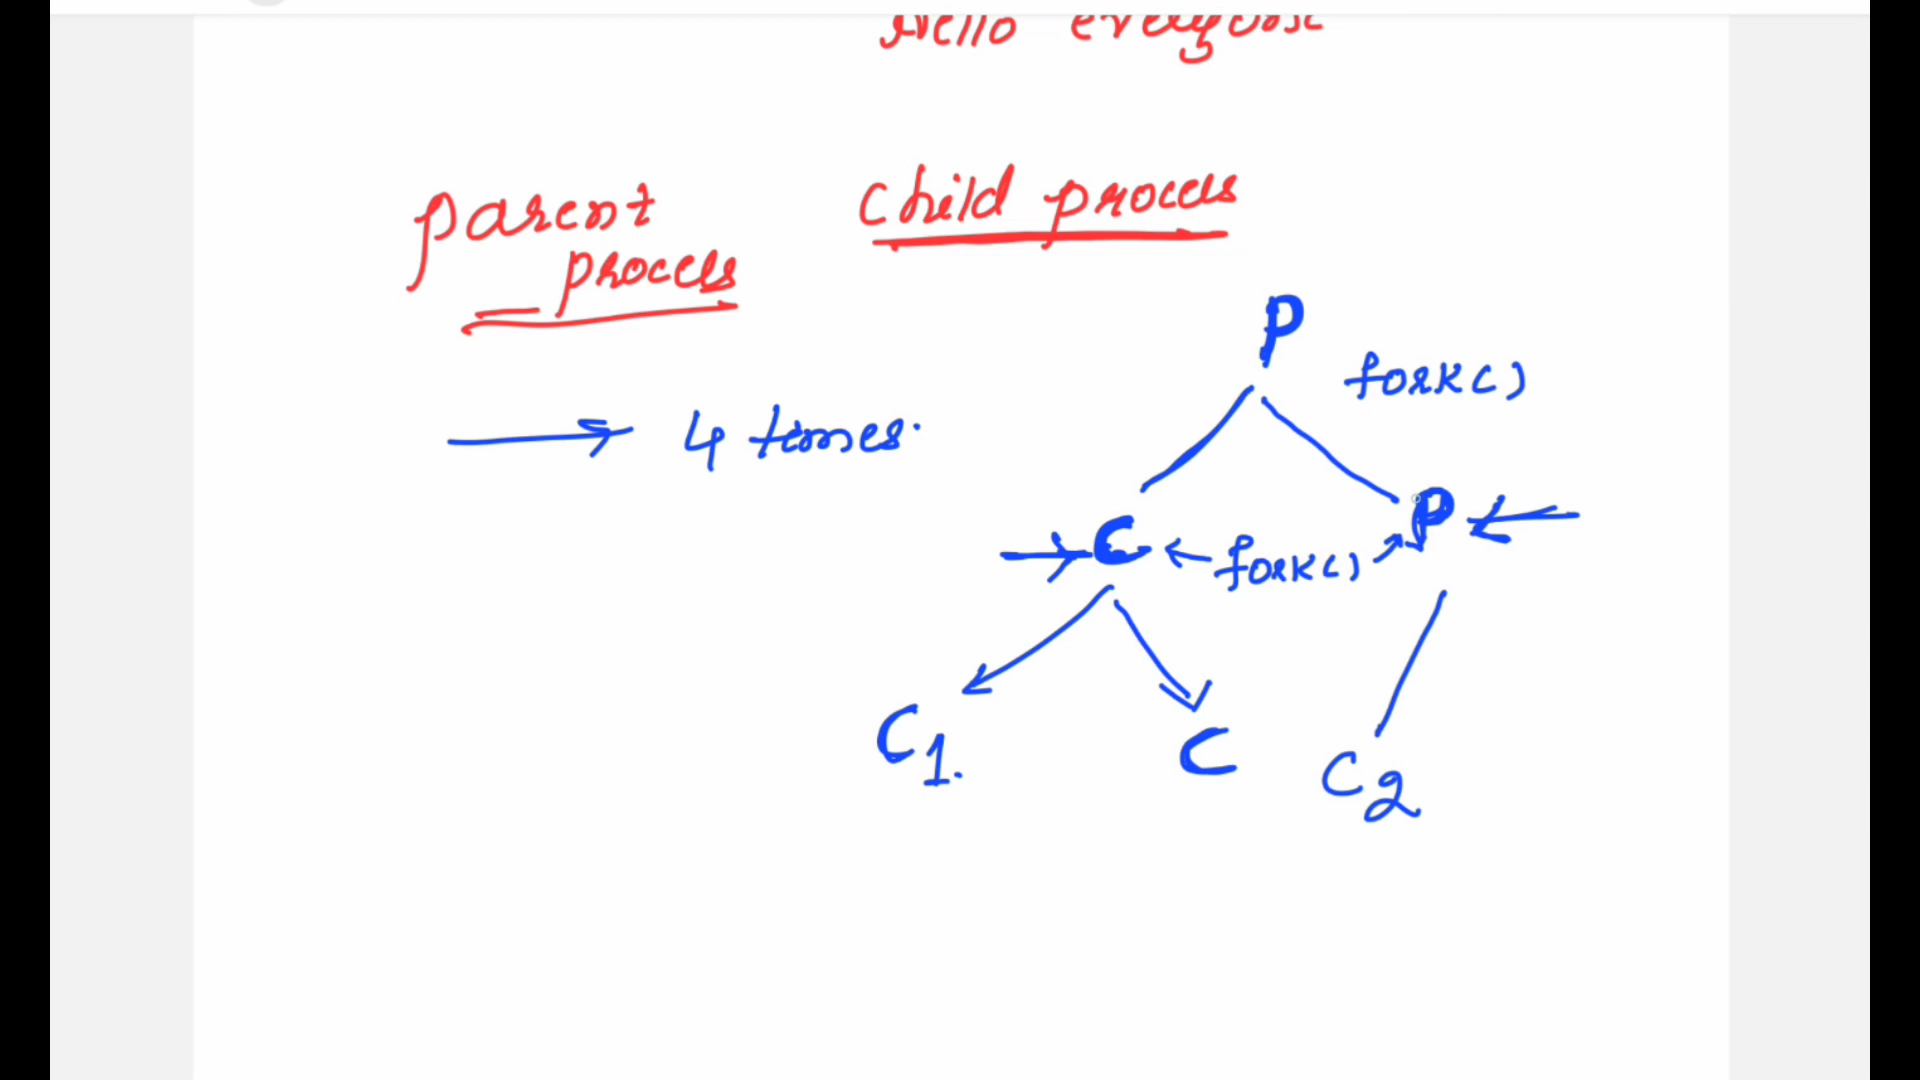 Hello everyone
parent child process
process
P
fork()
→ 4 times.
C fork() P
C1. C C2